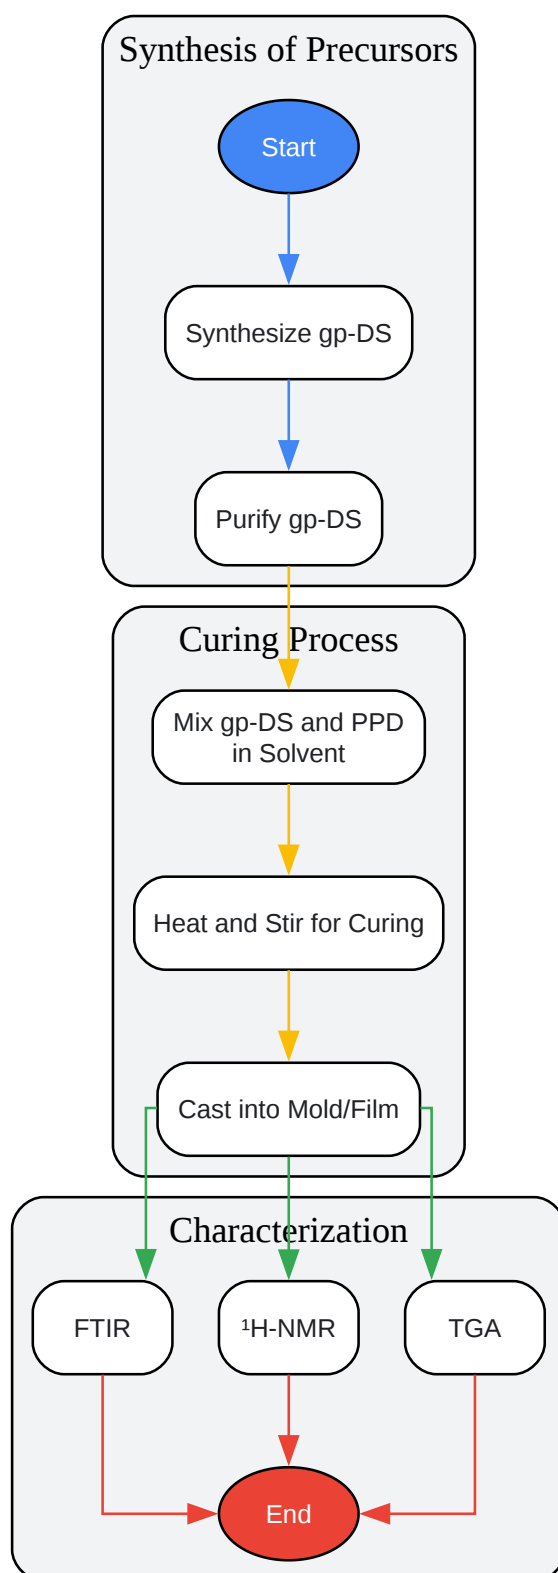 Synthesis of Precursors
Start
Synthesize gp-DS
Purify gp-DS
Curing Process
Mix gp-DS and PPD
in Solvent
Heat and Stir for Curing
Cast into Mold/Film
Characterization
FTIR
¹H-NMR
TGA
End